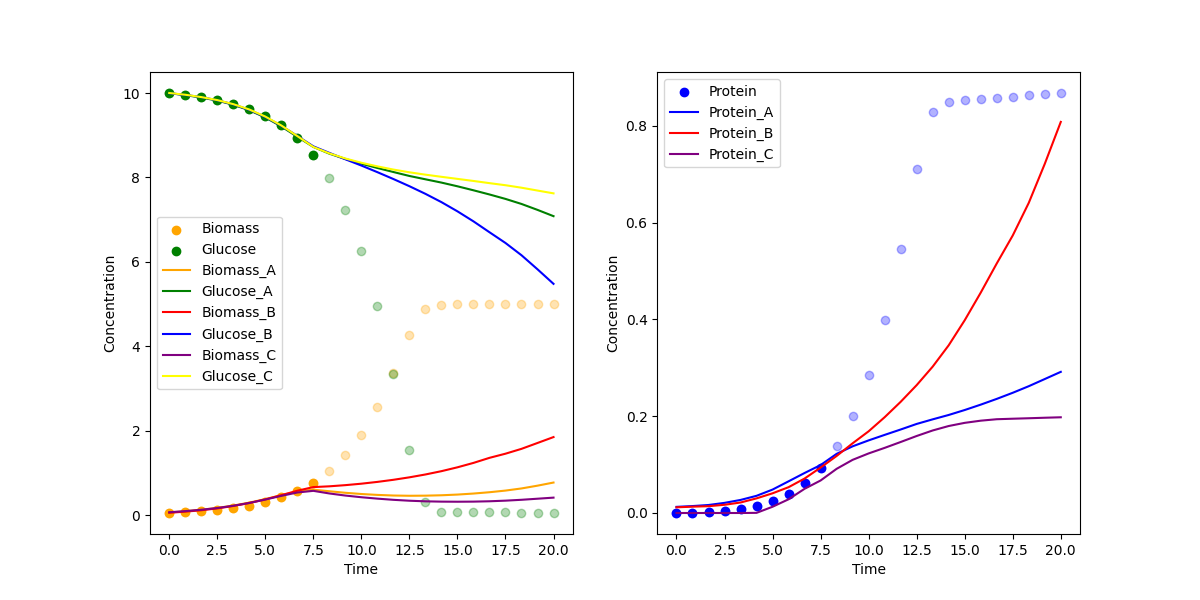 10
8
6
4
2
0
Concentration
Biomass
Glucose
Biomass_A
Glucose_A
Biomass_B
Glucose_B
Biomass_C
Glucose_C
0.0 2.5 5.0 7.5 10.0 12.5 15.0 17.5 20.0
Time
0.8
0.6
0.4
0.2
0.0
Concentration
Protein
Protein_A
Protein_B
Protein_C
0.0 2.5 5.0 7.5 10.0 12.5 15.0 17.5 20.0
Time